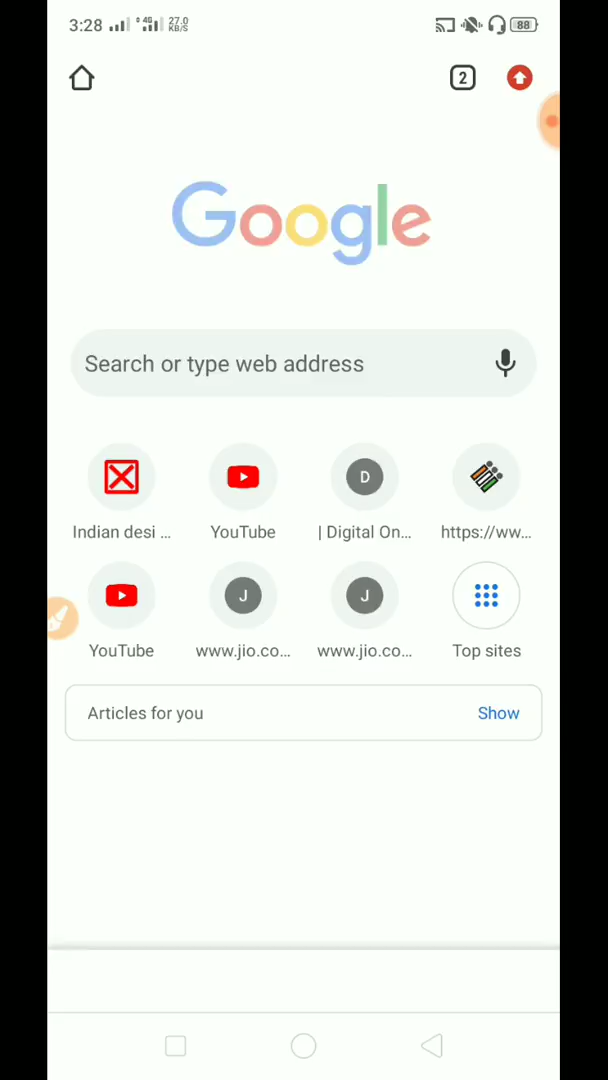 3:28 4G 27.0 KB/S 88
2
Google
Search or type web address
Indian desi ... YouTube | Digital On... https://ww...
D
YouTube www.jio.co... www.jio.co... Top sites
J J
Articles for you Show